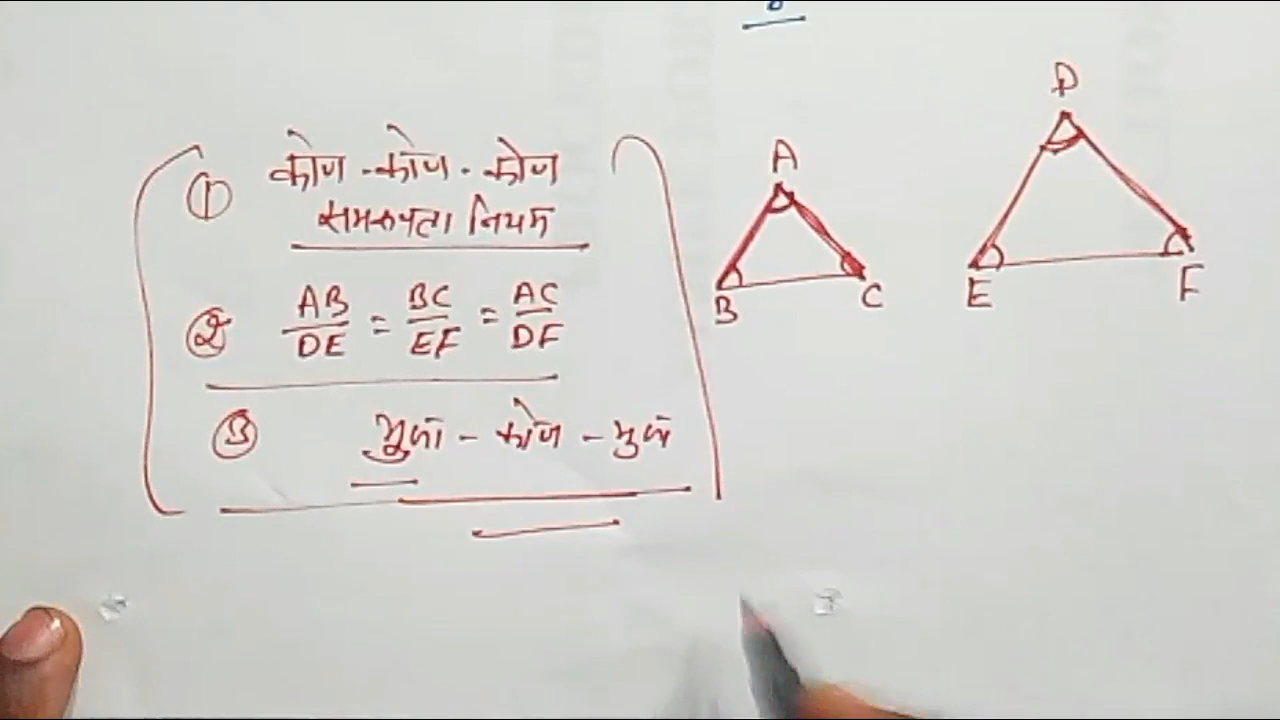 ① कोण - कोण - कोण
समरूपता नियम
② AB/DE = BC/EF = AC/DF
③ भुजा - कोण - भुजा
A
B
C
D
E
F